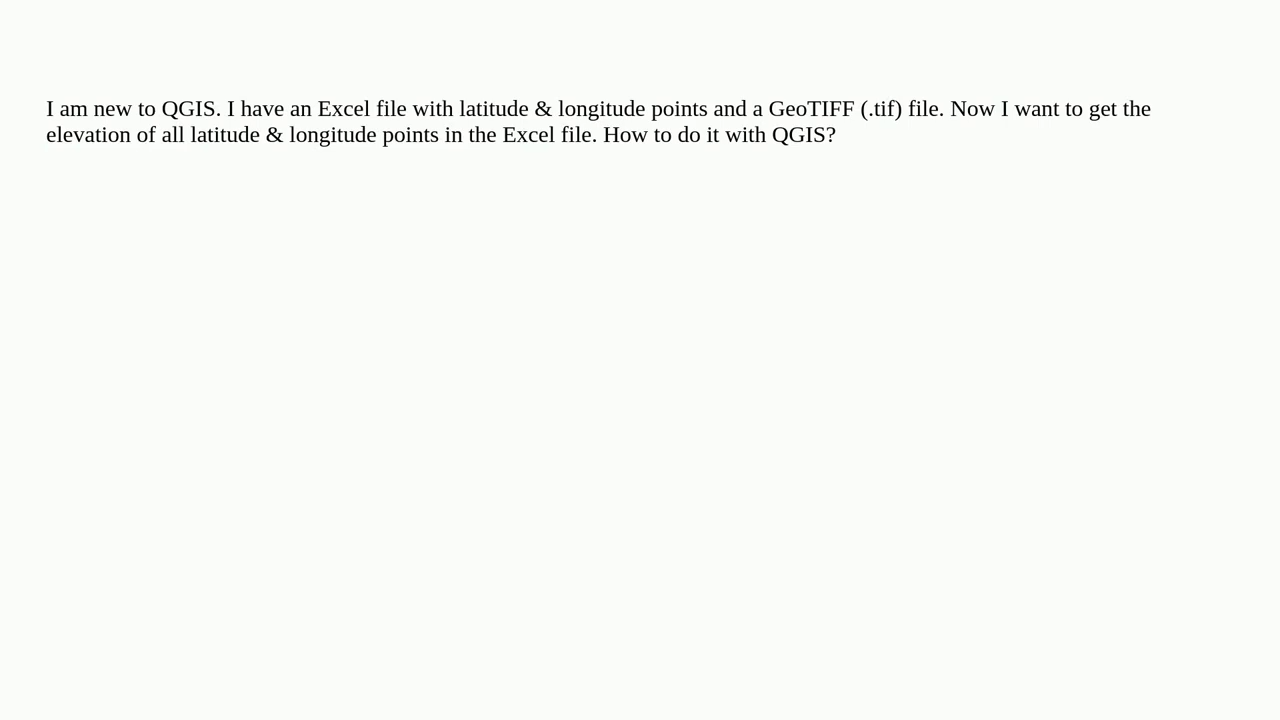 I am new to QGIS. I have an Excel file with latitude & longitude points and a GeoTIFF (.tif) file. Now I want to get the
elevation of all latitude & longitude points in the Excel file. How to do it with QGIS?